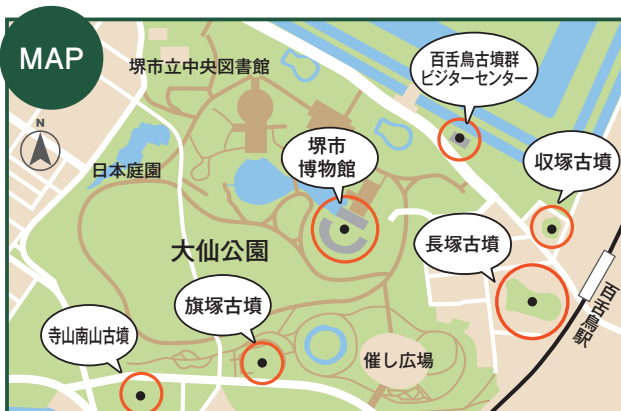 MAP
N
堺市立中央図書館
百舌鳥古墳群
ビジターセンター
日本庭園
堺市
博物館
収塚古墳
大仙公園
長塚古墳
旗塚古墳
寺山南山古墳
催し広場
百舌鳥駅